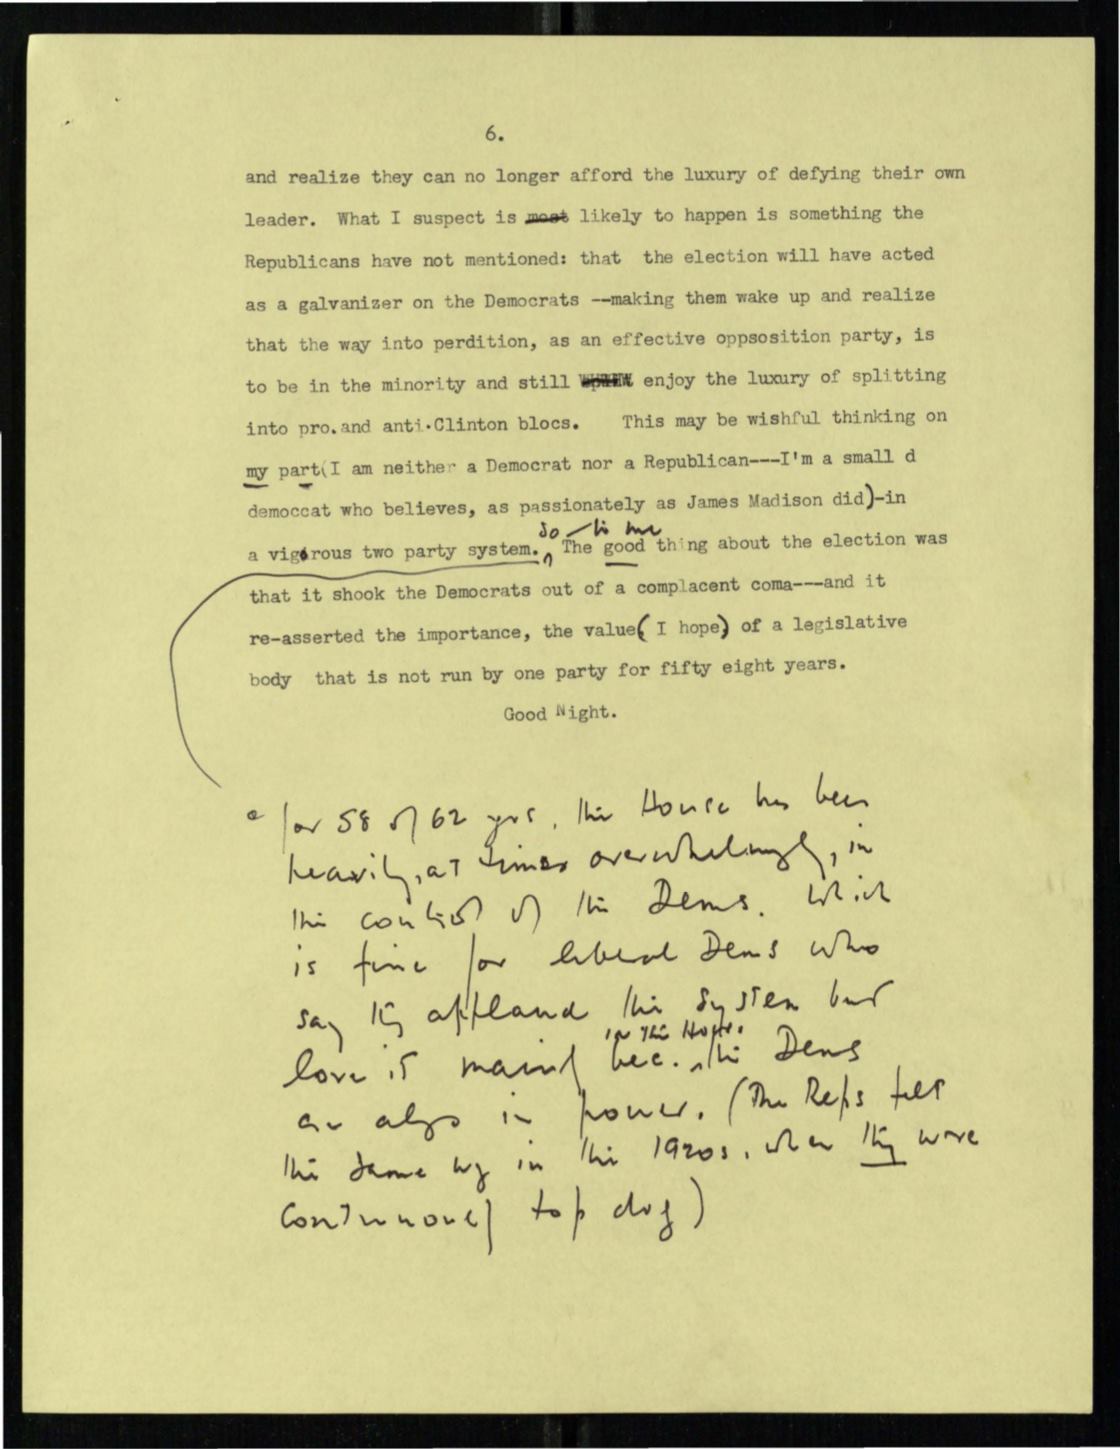 6.
and realize they can no longer afford the luxury of defying their own
leader. What I suspect is most likely to happen is something the
Republicans have not mentioned: that the election will have acted
as a galvanizer on the Democrats --making them wake up and realize
that the way into perdition, as an effective oppsosition party, is
to be in the minority and still enjoy the luxury of splitting
into pro.and anti.Clinton blocs. This may be wishful thinking on
my part(I am neither a Democrat nor a Republican---I'm a small d
democcat who believes, as passionately as James Madison did)-in
so - to me
a vigorous two party system. The good thing about the election was
that it shook the Democrats out of a complacent coma---and it
re-asserted the importance, the value( I hope) of a legislative
body that is not run by one party for fifty eight years.
Good Night.
for 58 of 62 yrs, the House has been
heavily, at times overwhelmingly, in
the control of the Dems. Which
is fine for liberal Dems who
say they applaud the system but
in the House
love it mainly bec. the Dems
are always in power. (The Reps felt
the same way in the 1920s, when they were
continuously top dog)